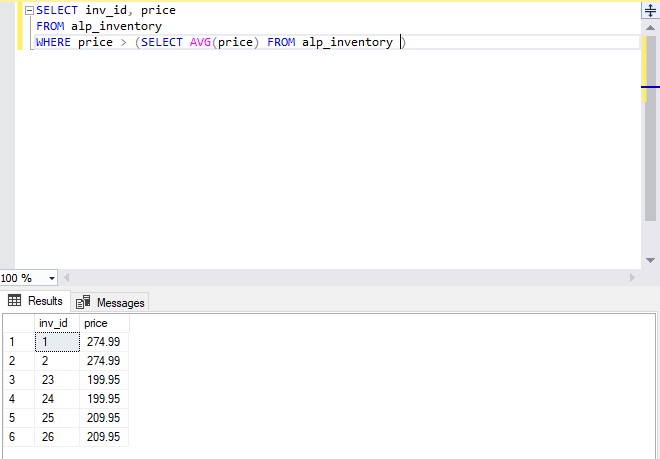 SELECT inv_id, price
FROM alp_inventory
WHERE price > (SELECT AVG(price) FROM alp_inventory )
100 %
Results Messages
inv_id price
1 1 274.99
2 2 274.99
3 23 199.95
4 24 199.95
5 25 209.95
6 26 209.95